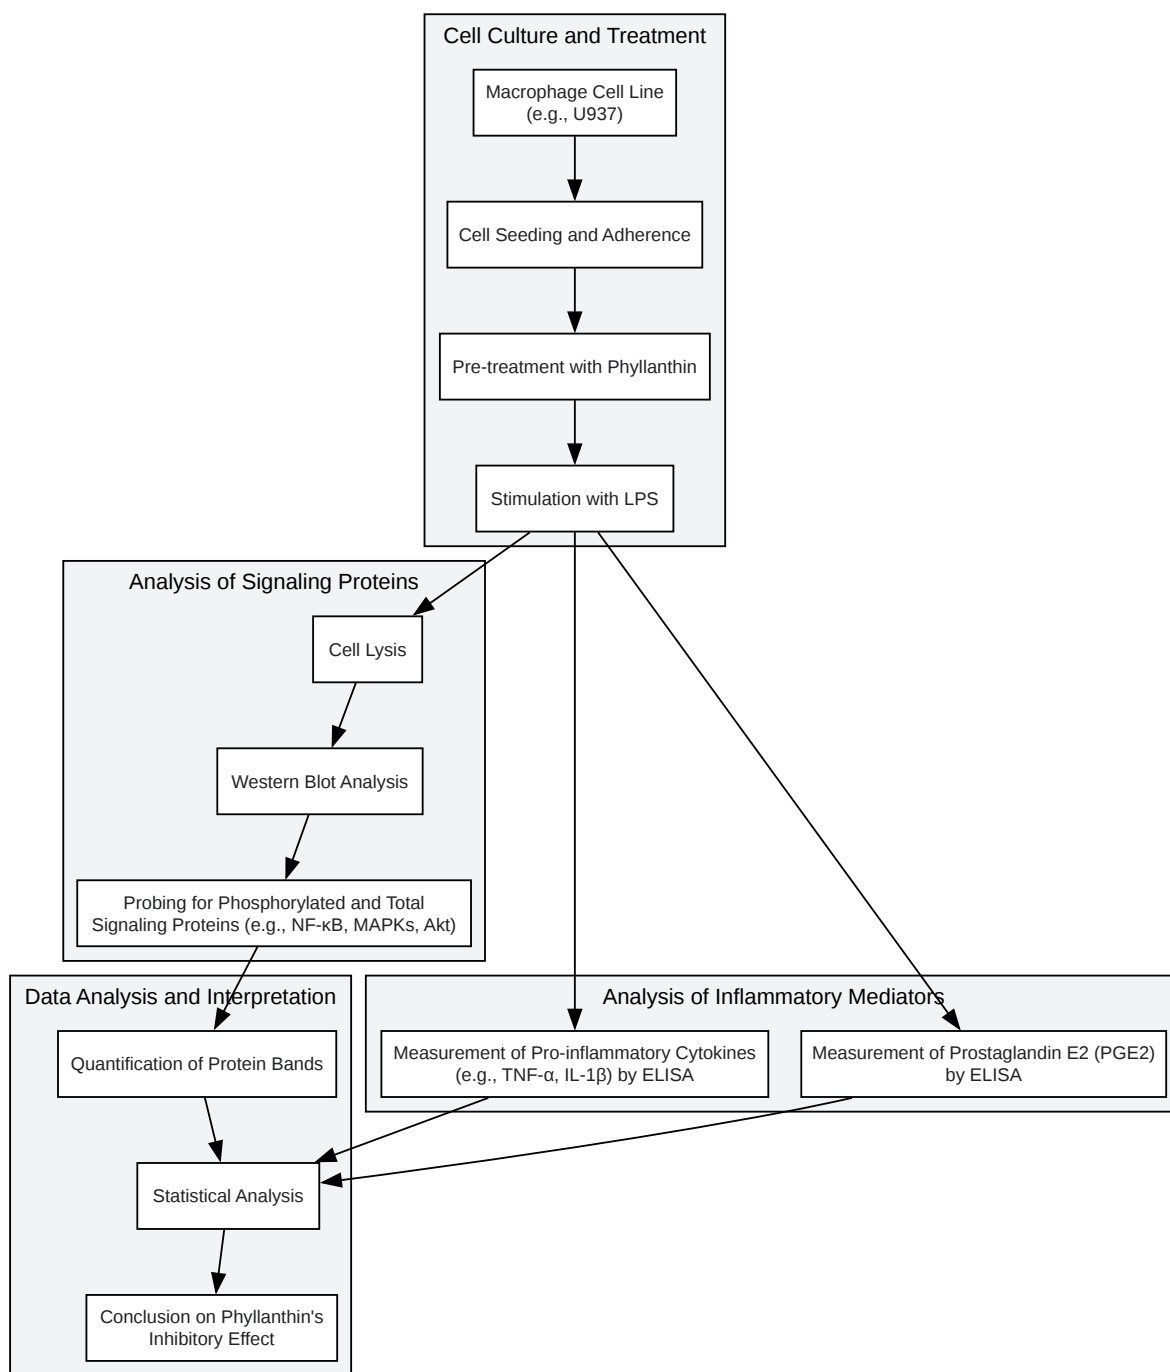 Cell Culture and Treatment
Macrophage Cell Line
(e.g., U937)
Cell Seeding and Adherence
Pre-treatment with Phyllanthin
Stimulation with LPS
Analysis of Signaling Proteins
Cell Lysis
Western Blot Analysis
Probing for Phosphorylated and Total
Signaling Proteins (e.g., NF-κB, MAPKs, Akt)
Data Analysis and Interpretation
Quantification of Protein Bands
Statistical Analysis
Conclusion on Phyllanthin's
Inhibitory Effect
Analysis of Inflammatory Mediators
Measurement of Pro-inflammatory Cytokines
(e.g., TNF-α, IL-1β) by ELISA
Measurement of Prostaglandin E2 (PGE2)
by ELISA